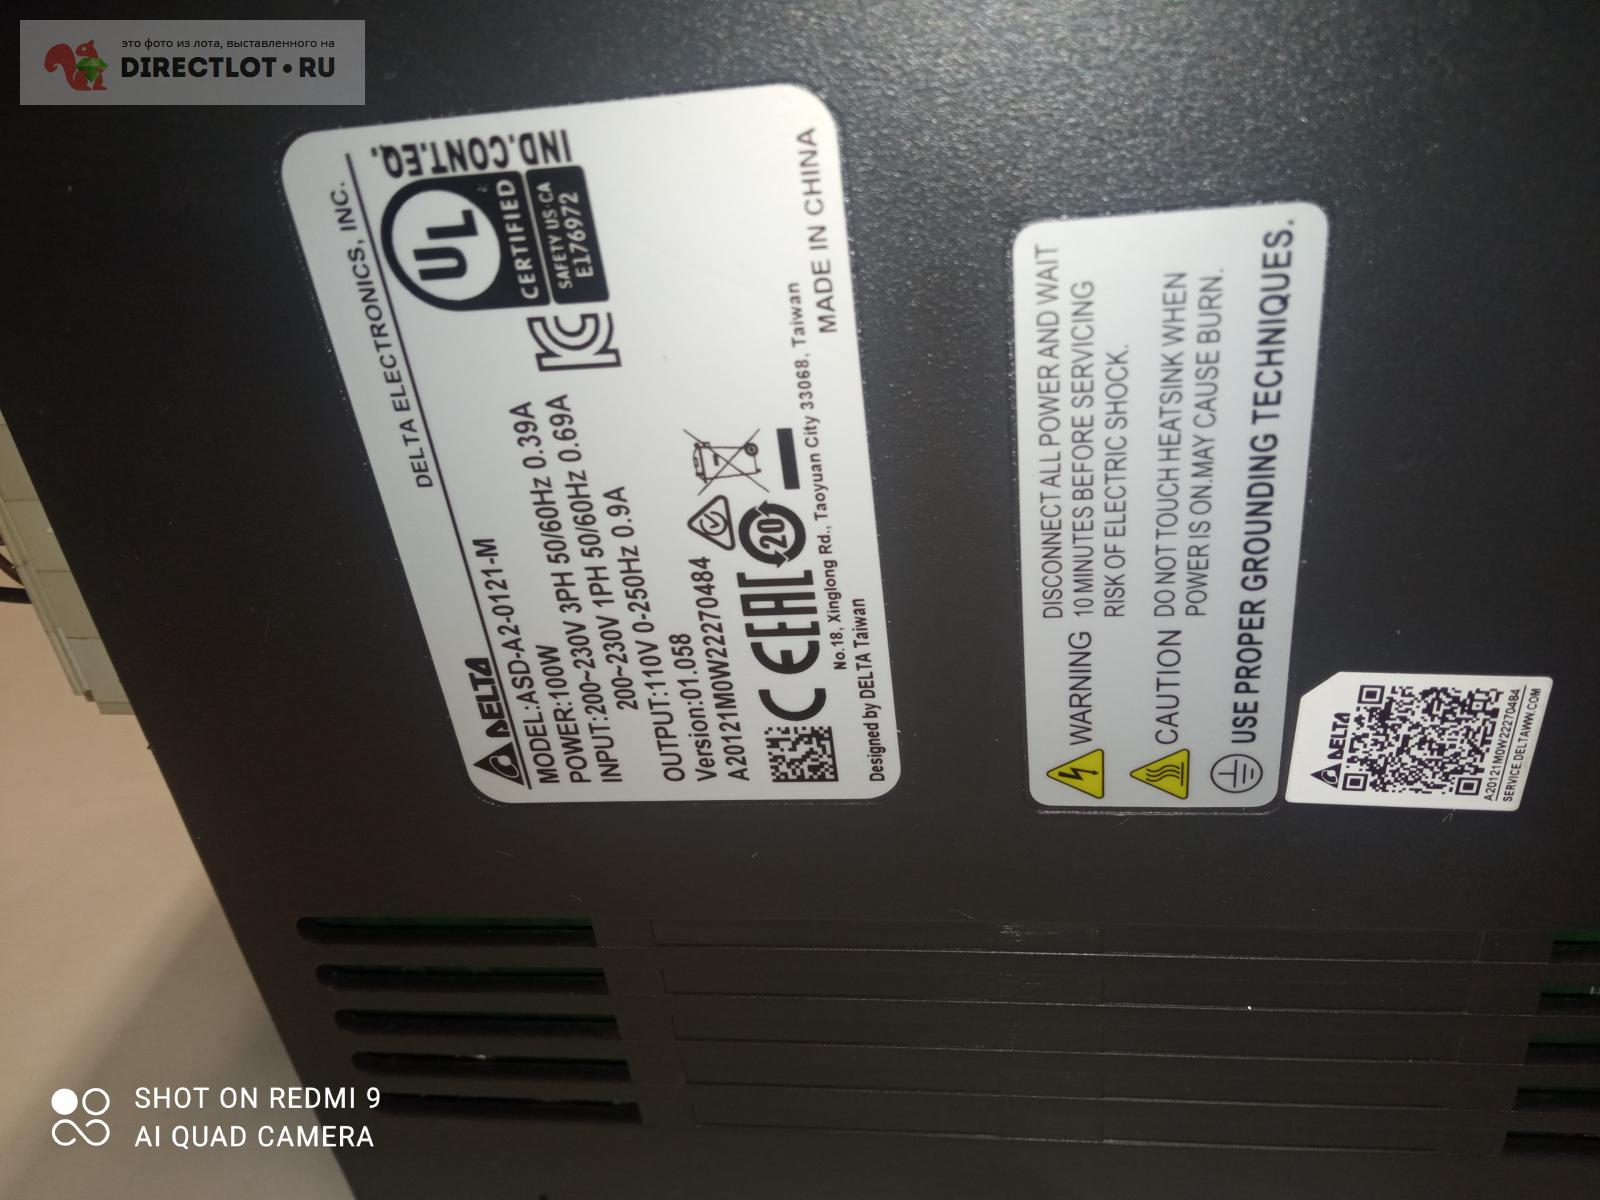 это фото из лота, выставленного на
DIRECTLOT•RU
DELTA ELECTRONICS, INC.
DELTA
MODEL:ASD-A2-0121-M
POWER:100W
INPUT:200~230V 3PH 50/60Hz 0.39A
200~230V 1PH 50/60Hz 0.69A
OUTPUT:110V 0-250Hz 0.9A
Version:01.058
A20121M0W22270484
IND.CONT.EQ.
UL
CERTIFIED
SAFETY US·CA
E176972
CE EAC 20
No.18, Xinglong Rd., Taoyuan City 33068, Taiwan
Designed by DELTA Taiwan
MADE IN CHINA
WARNING DISCONNECT ALL POWER AND WAIT
10 MINUTES BEFORE SERVICING
RISK OF ELECTRIC SHOCK.
CAUTION DO NOT TOUCH HEATSINK WHEN
POWER IS ON.MAY CAUSE BURN.
USE PROPER GROUNDING TECHNIQUES.
DELTA
A20121M0W22270484
SERVICE.DELTAWW.COM
SHOT ON REDMI 9
AI QUAD CAMERA